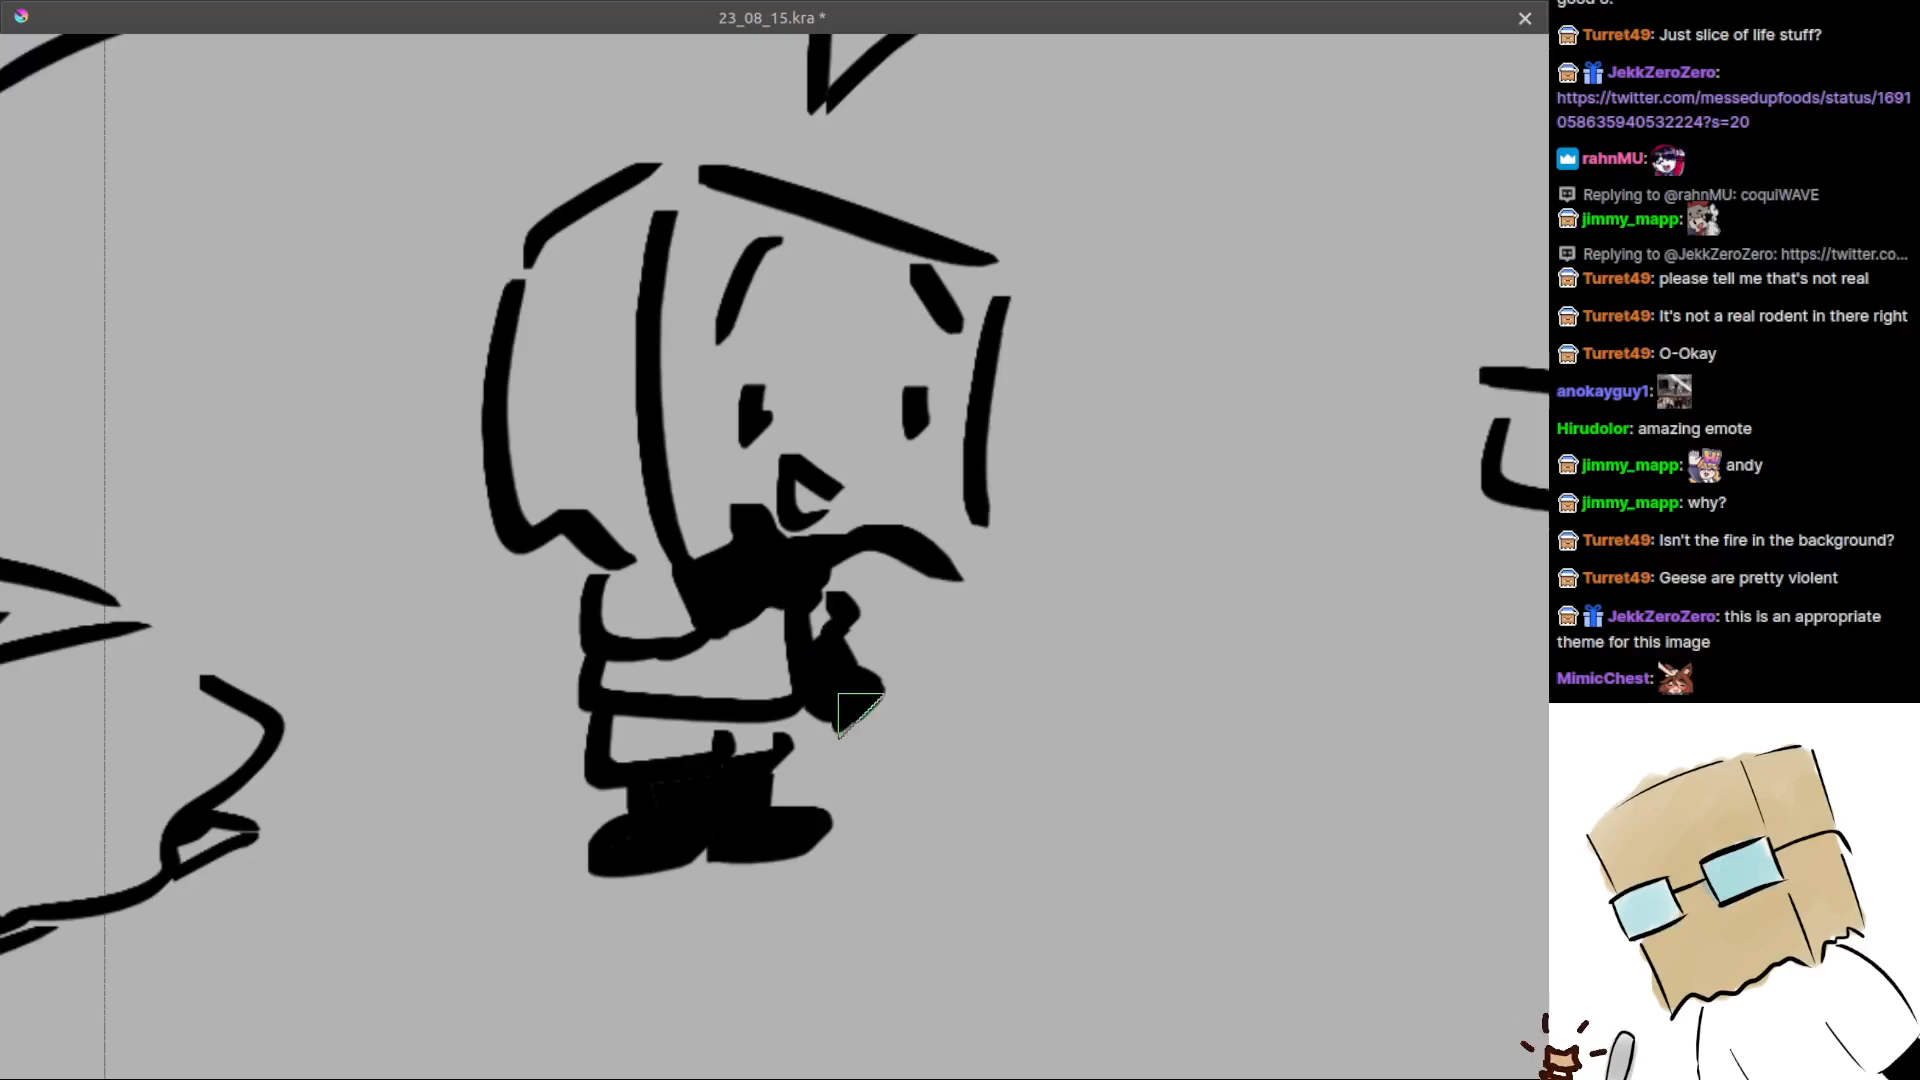 23_08_15.kra *
Turret49: Just slice of life stuff?
JekkZeroZero:
https://twitter.com/messedupfoods/status/1691
058635940532224?s=20
rahnMU:
Replying to @rahnMU: coquiWAVE
jimmy_mapp:
Replying to @JekkZeroZero: https://twitter.co...
Turret49: please tell me that's not real
Turret49: It's not a real rodent in there right
Turret49: O-Okay
anokayguy1:
Hirudolor: amazing emote
jimmy_mapp: andy
jimmy_mapp: why?
Turret49: Isn't the fire in the background?
Turret49: Geese are pretty violent
JekkZeroZero: this is an appropriate
theme for this image
MimicChest: